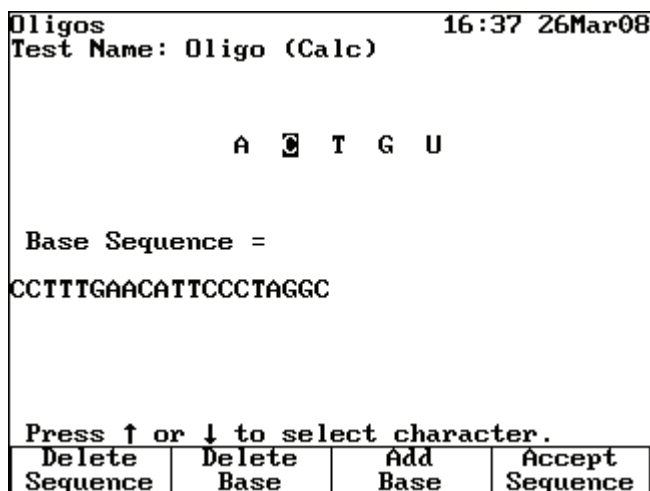 Oligos 16:37 26Mar08
Test Name: Oligo (Calc)
A C T G U
Base Sequence =
CCTTTGAACATTCCCTAGGC
Press ↑ or ↓ to select character.
Delete Sequence Delete Base Add Base Accept Sequence